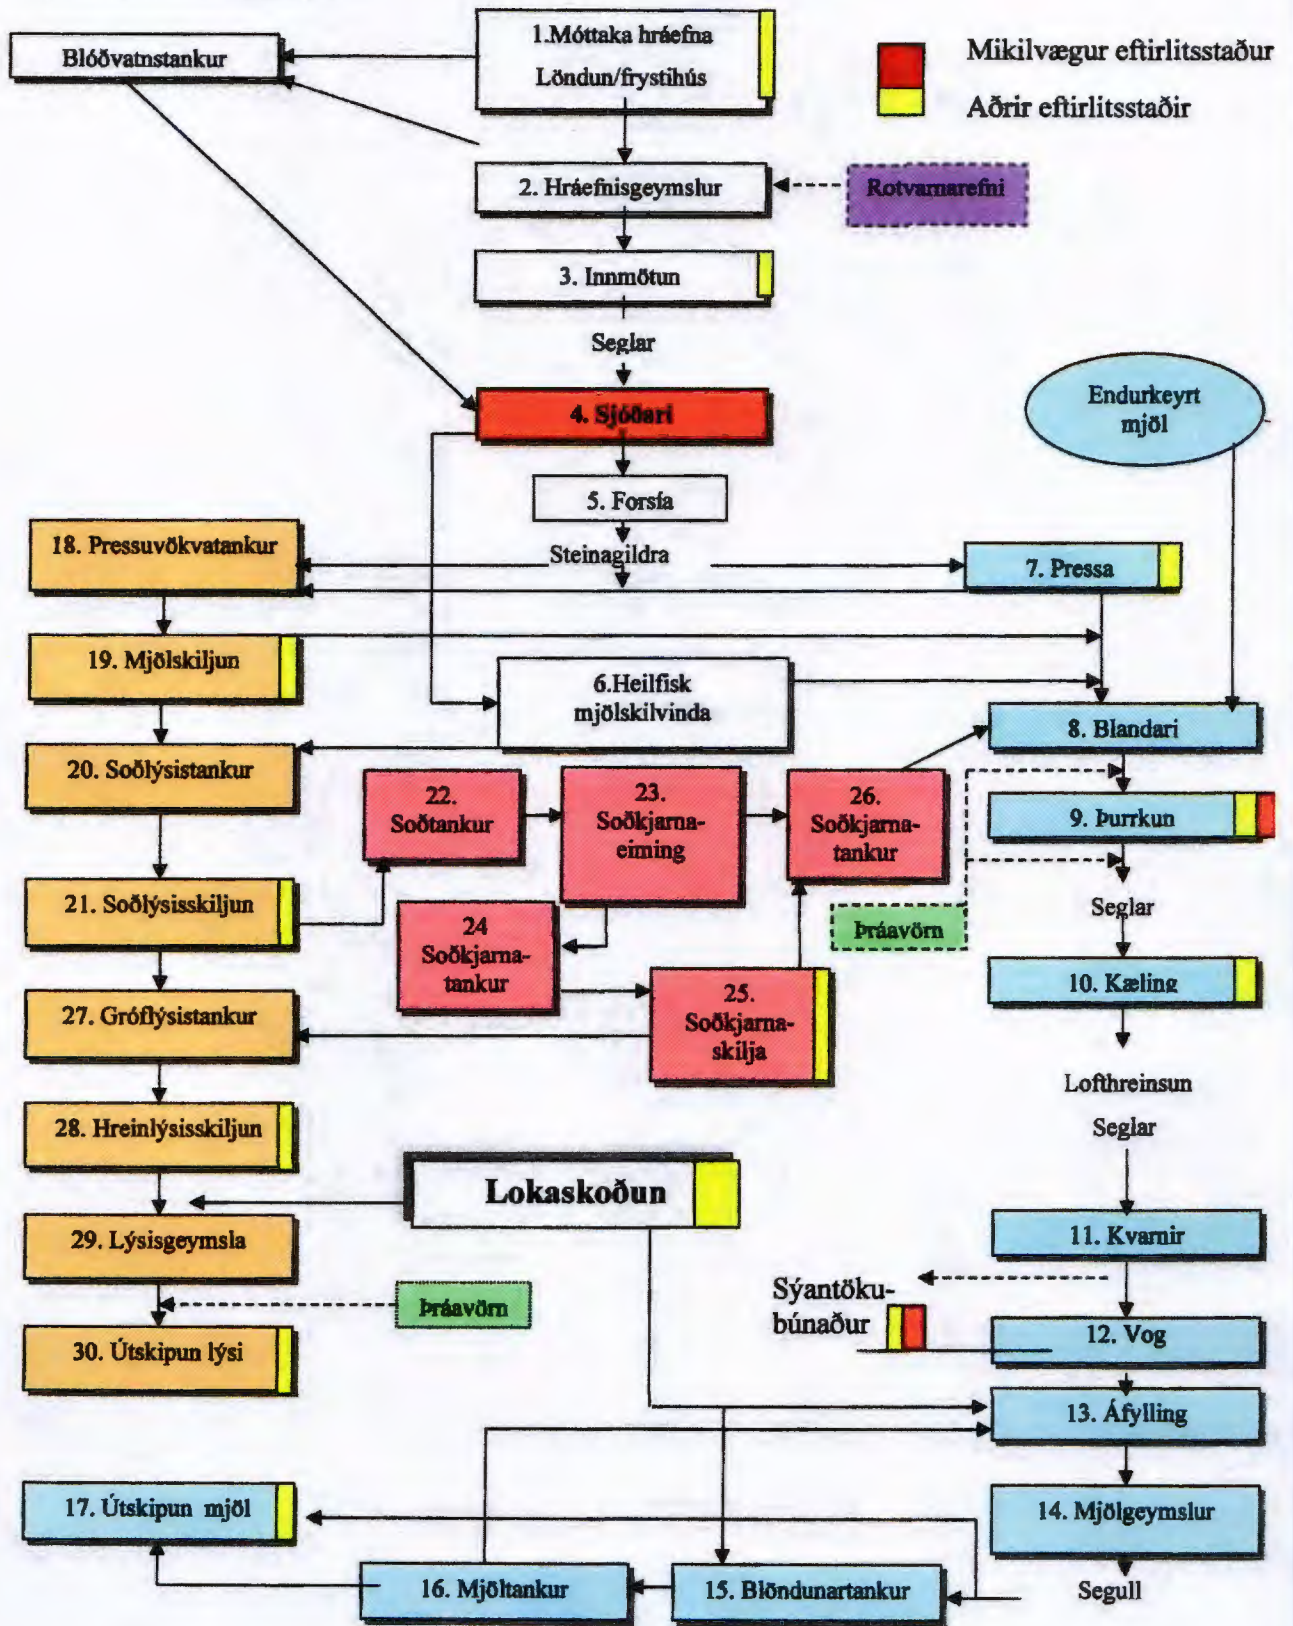 Blóðvatnstankur
1.Móttaka hráefna
Löndun/frystihús
Mikilvægur eftirlitsstaður
Aðrir eftirlitsstaðir
2. Hráefnisgeymslur
Rotvarnarefni
3. Innmötun
Seglar
4. Sjóðari
Endurkeyrt
mjöl
5. Forsía
Steinagildra
18. Pressuvökvatankur
7. Pressa
19. Mjölskiljun
6.Heilfisk
mjölskilvinda
8. Blandari
20. Soðlýsistankur
22.
Soðtankur
23.
Soðkjarna-
eiming
26.
Soðkjarna-
tankur
9. Þurrkun
21. Soðlýsisskiljun
24
Soðkjarna-
tankur
Þráavörn
Seglar
10. Kæling
25.
Soðkjarna-
skilja
27. Gróflýsistankur
Lofthreinsun
Seglar
28. Hreinlýsisskiljun
Lokaskoðun
29. Lýsisgeymsla
11. Kvarnir
Þráavörn
Sýantöku-
búnaður
12. Vog
30. Útskipun lýsi
13. Áfylling
17. Útskipun mjöl
14. Mjölgeymslur
16. Mjöltankur
15. Blöndunartankur
Segull